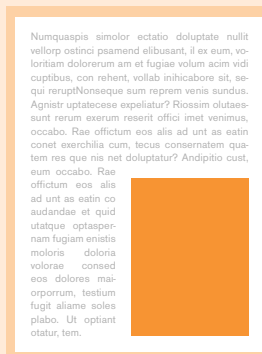 Numquaspis simolor ectatio doluptate nullit
vellorp ostinci psamend elibusant, il ex eum, vo-
loritiam dolorerum am et fugiae volum acim vidi
cuptibus, con rehent, vollab inihicabore sit, se-
qui reruptNonseque sum reprem venis sundus.
Agnistr uptatecese expeliatur? Riossim olutaes-
sunt rerum exerum reserit offici imet venimus,
occabo. Rae offictum eos alis ad unt as eatin
conet exerchilia cum, tecus consernatem qua-
tem res que nis net doluptatur? Andipitio cust,
eum occabo. Rae
offictum eos alis
ad unt as eatin co
audandae et quid
utatque optasper-
nam fugiam enistis
moloris doloria
volorae consed
eos dolores mai-
orporrum, testium
fugit aliame soles
plabo. Ut optiant
otatur, tem.